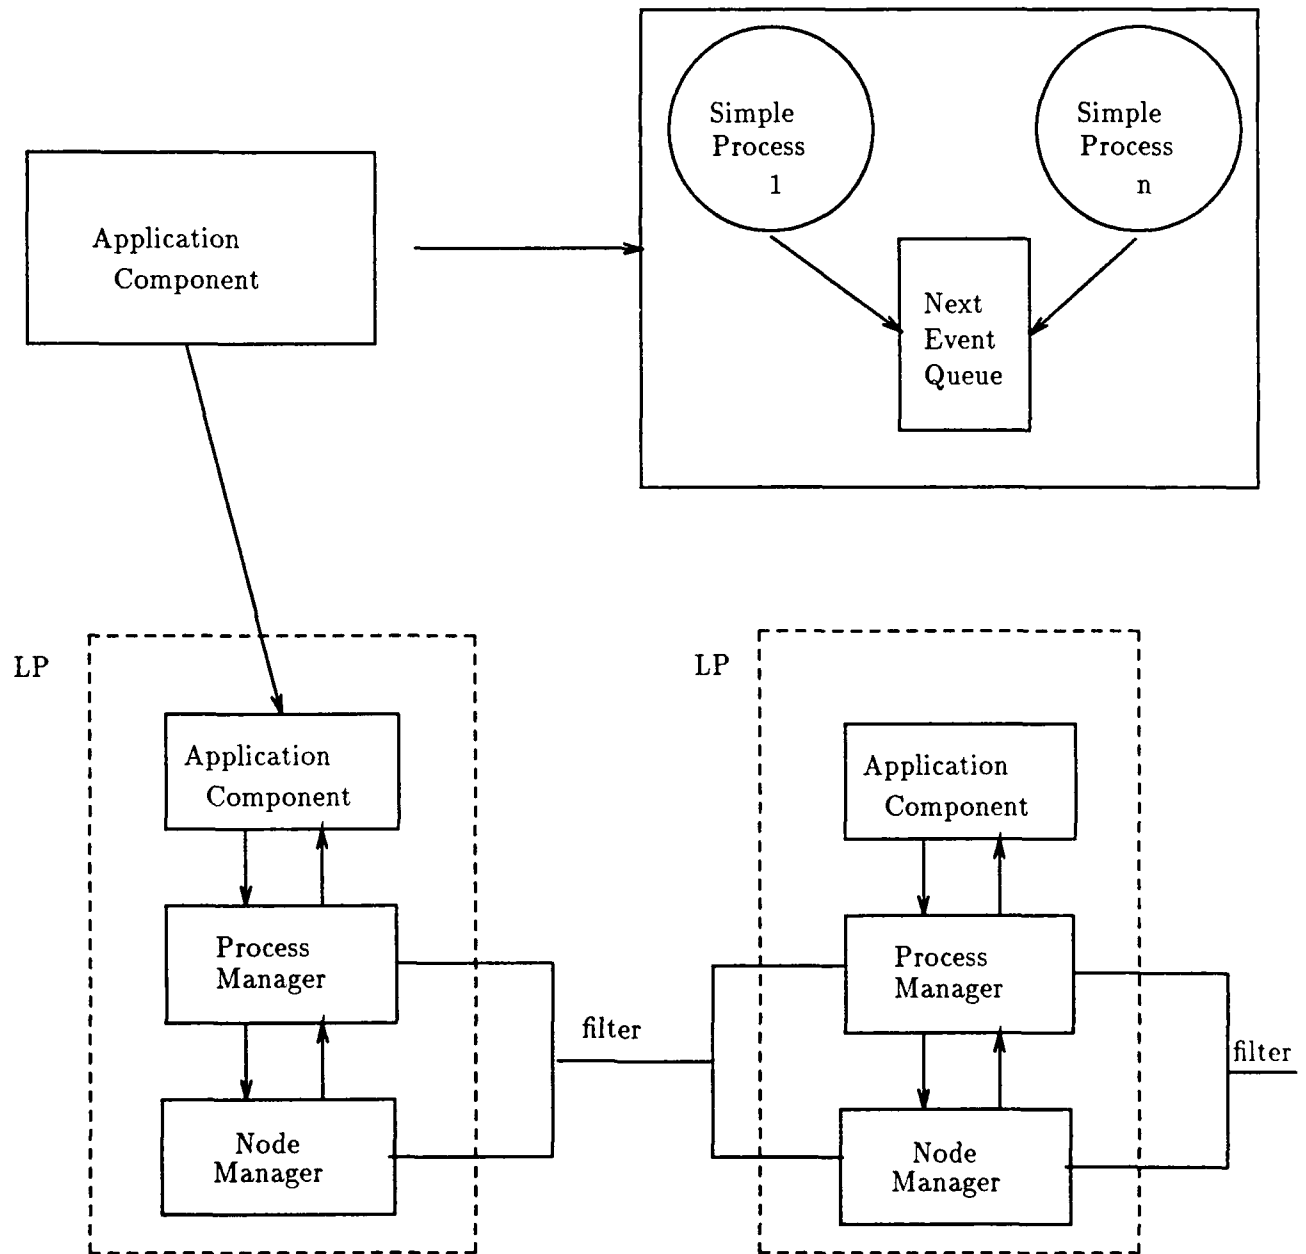 Simple
Process
1
Simple
Process
n
Application
Component
Next
Event
Queue
LP
Application
Component
Process
Manager
Node
Manager
filter
LP
Application
Component
Process
Manager
Node
Manager
filter